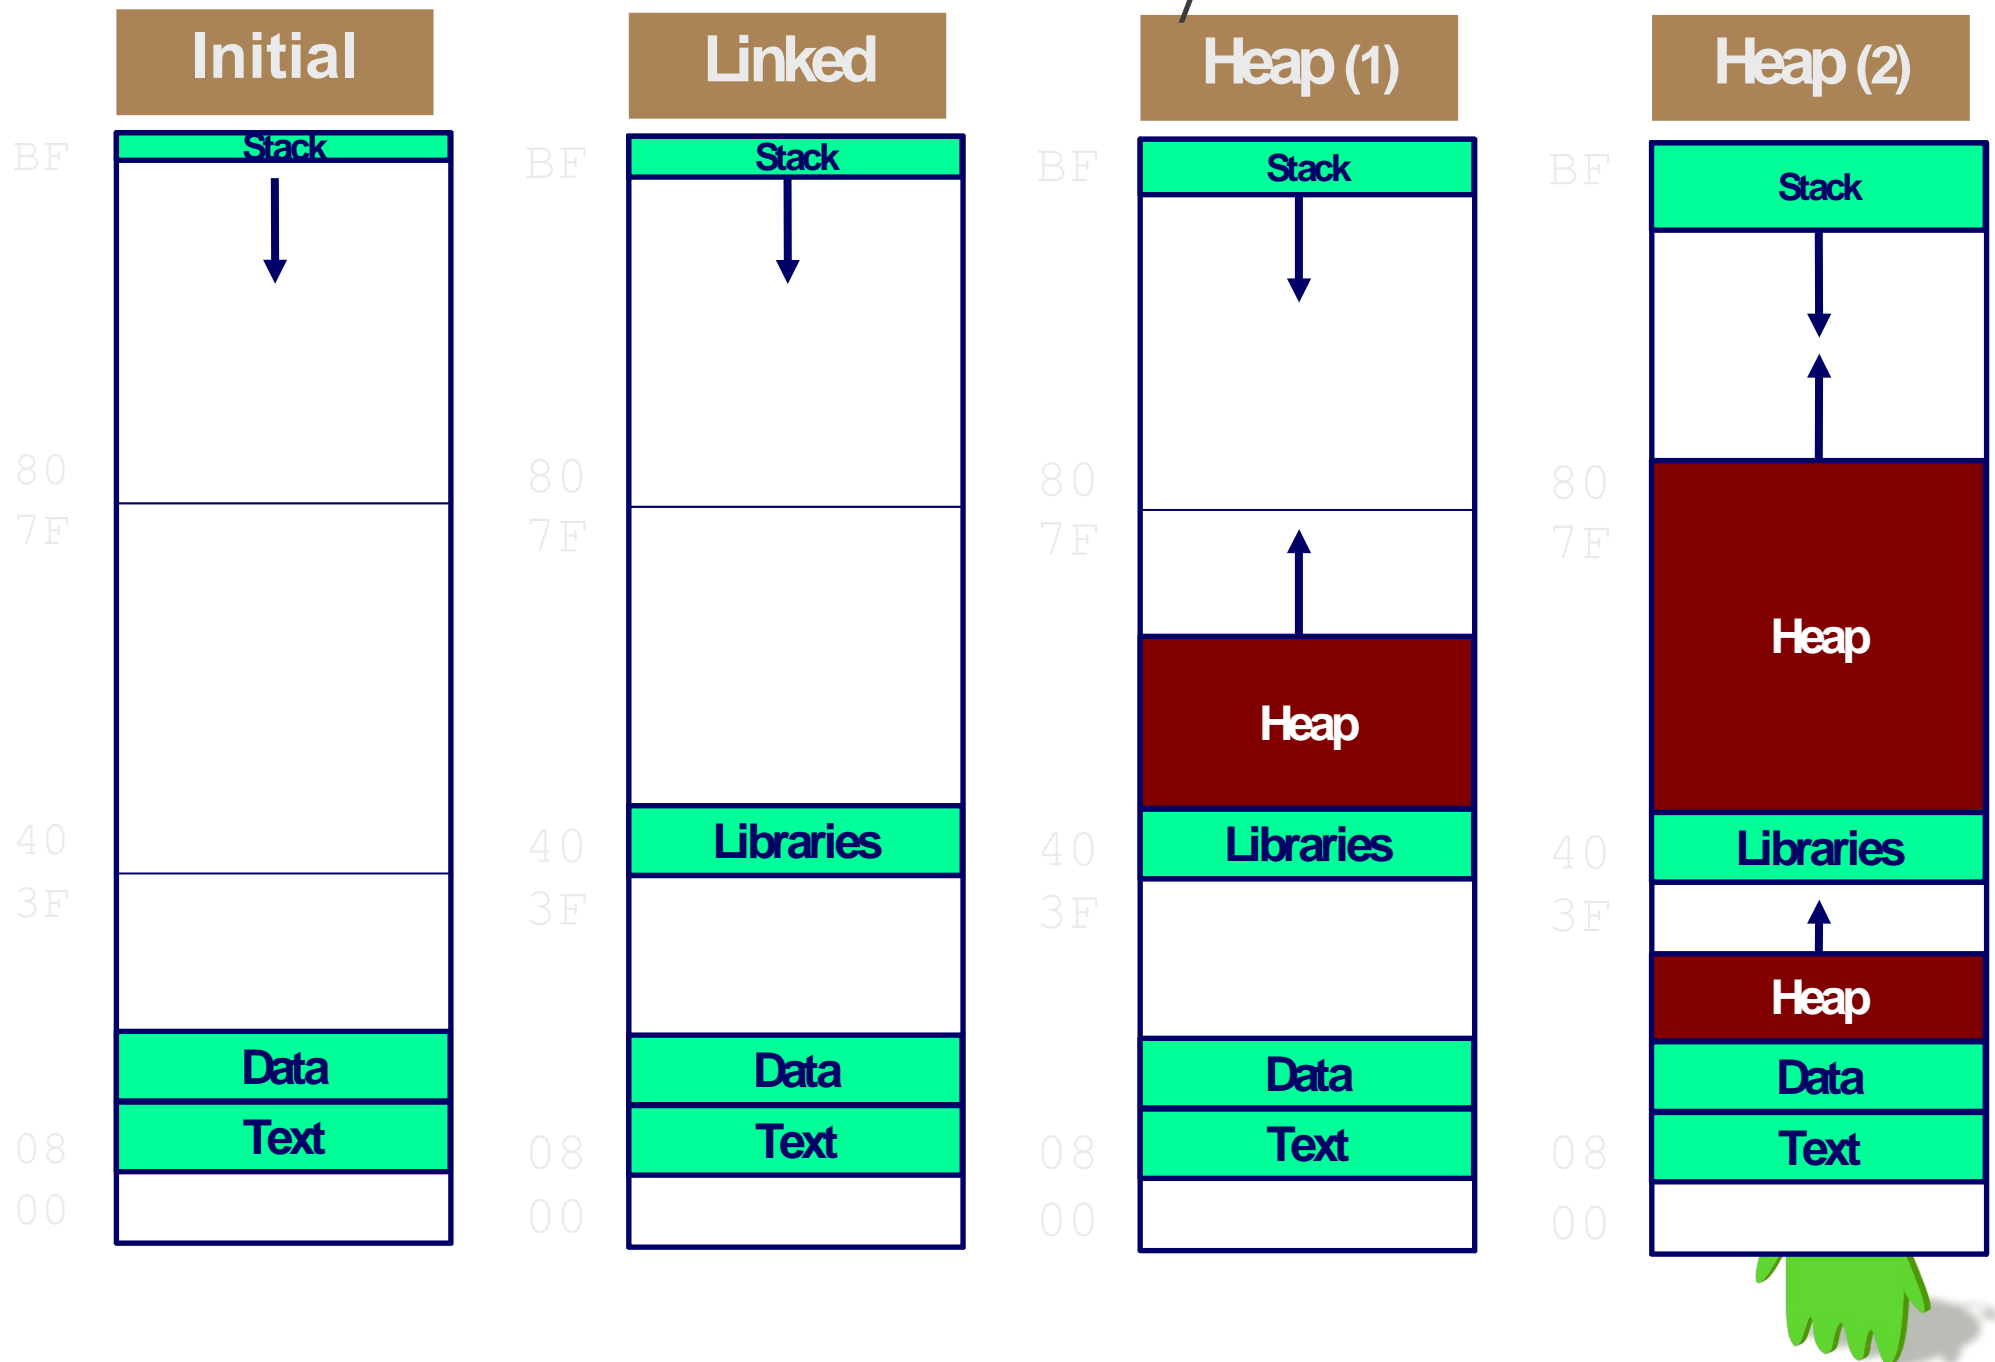 Initial
Stack
BF
80
7F
40
3F
Data
Text
08
00
Linked
Stack
BF
80
7F
Libraries
40
3F
Data
Text
08
00
Heap (1)
Stack
BF
80
7F
Heap
Libraries
40
3F
Data
Text
08
00
Heap (2)
Stack
BF
80
7F
Heap
Libraries
40
3F
Heap
Data
Text
08
00